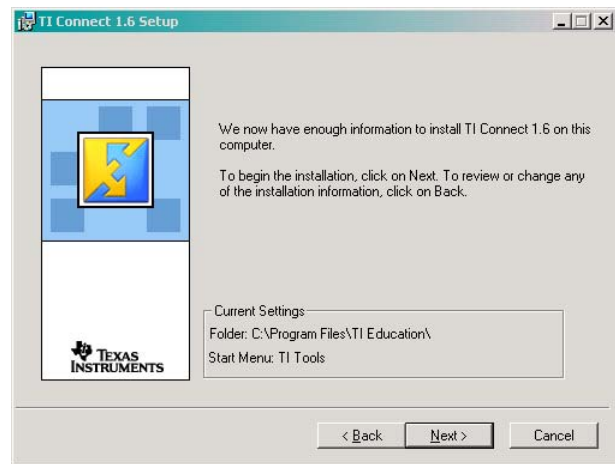 TI Connect 1.6 Setup
We now have enough information to install TI Connect 1.6 on this
computer.
To begin the installation, click on Next. To review or change any
of the installation information, click on Back.
Current Settings
Folder: C:\Program Files\TI Education\
Start Menu: TI Tools
TEXAS
INSTRUMENTS
< Back
Next >
Cancel